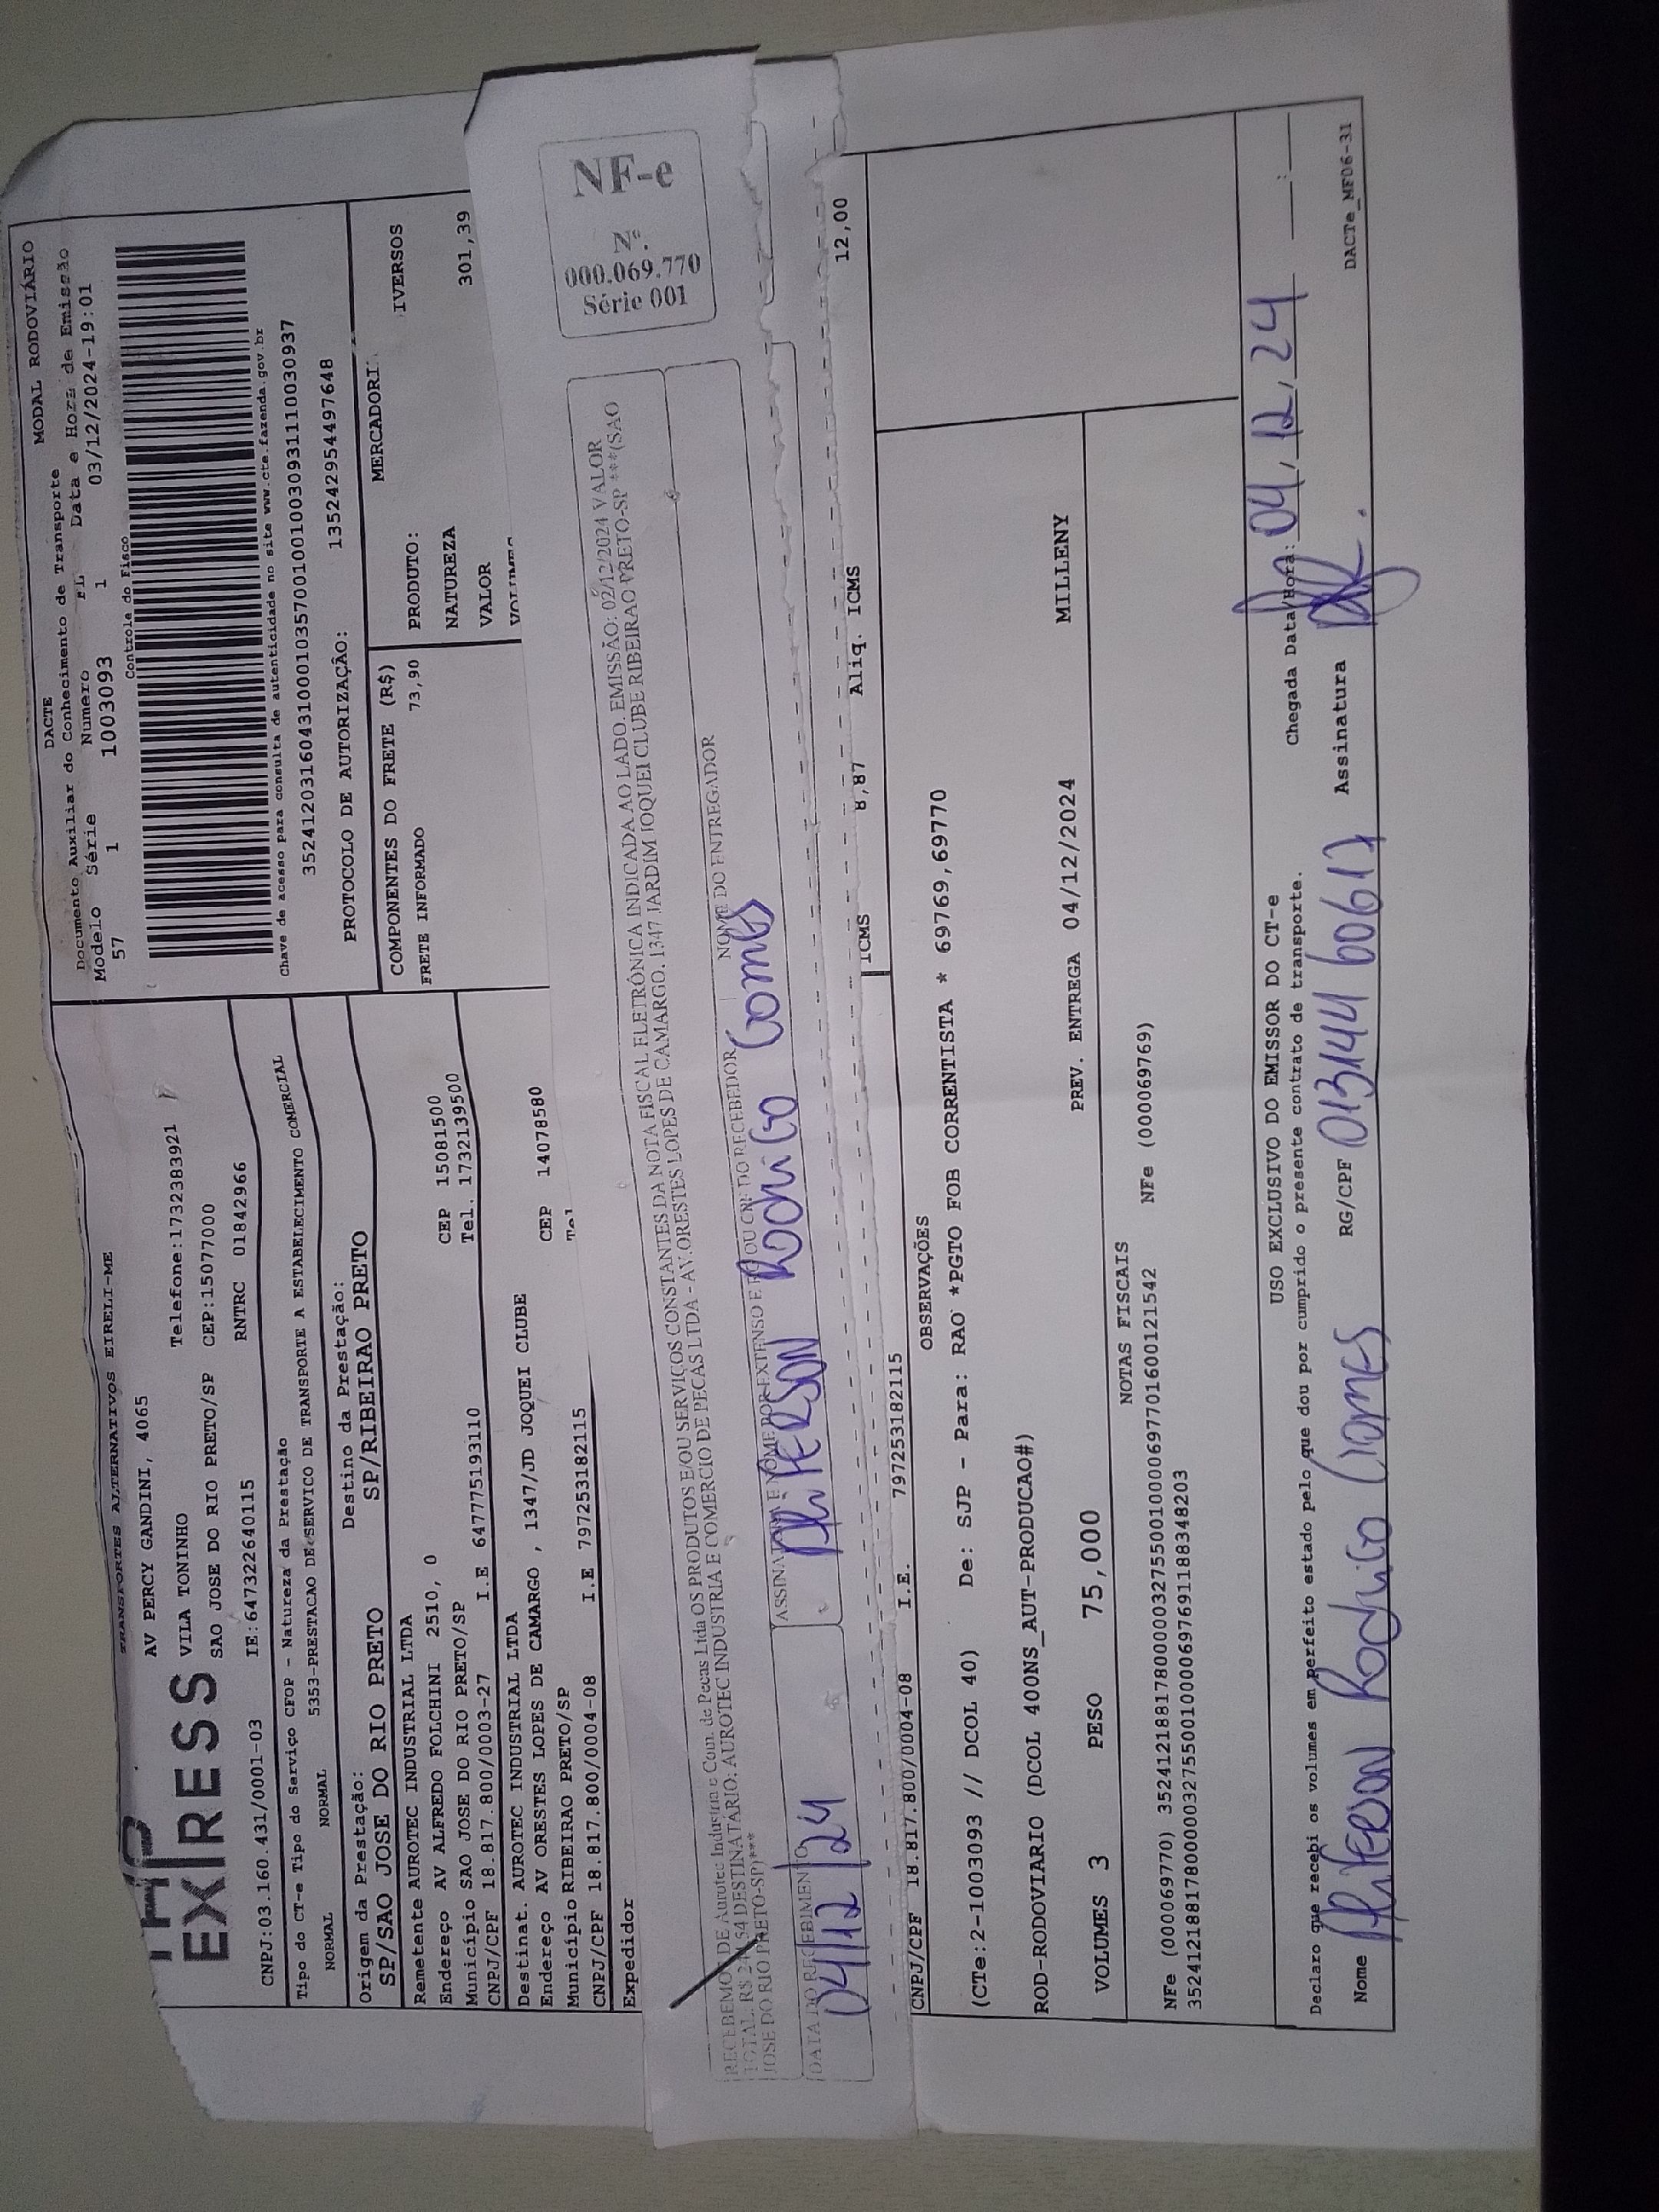 EXPRESS
TRANSPORTES ALTERNATIVOS EIRELI-ME
AV PERCY GANDINI, 4065
VILA TONINHO Telefone:1732383921
SAO JOSE DO RIO PRETO/SP CEP:15077000
CNPJ:03.160.431/0001-03 IE:647322640115 RNTRC 01842966
DACTE MODAL RODOVIÁRIO
Documento Auxiliar do Conhecimento de Transporte
Modelo Série Numero FL Data e Hora de Emissão
57 1 1003093 1 03/12/2024-19:01
Controle do Fisco
Chave de acesso para consulta de autenticidade no site www.cte.fazenda.gov.br
35241203160431000103570010010030931110030937
PROTOCOLO DE AUTORIZAÇÃO: 135242954497648
Tipo do CT-e Tipo do Serviço CFOP - Natureza da Prestação
NORMAL NORMAL 5353-PRESTACAO DE SERVICO DE TRANSPORTE A ESTABELECIMENTO COMERCIAL
Origem da Prestação: Destino da Prestação:
SP/SAO JOSE DO RIO PRETO SP/RIBEIRAO PRETO
COMPONENTES DO FRETE (R$)
FRETE INFORMADO 73,90
PRODUTO:
NATUREZA
VALOR 301,39
Remetente AUROTEC INDUSTRIAL LTDA
Endereço AV ALFREDO FOLCHINI 2510, 0 CEP 15081500
Município SAO JOSE DO RIO PRETO/SP Tel. 1732139500
CNPJ/CPF 18.817.800/0003-27 I.E 647775193110
Destinat. AUROTEC INDUSTRIAL LTDA
Endereço AV ORESTES LOPES DE CAMARGO , 1347/JD JOQUEI CLUBE CEP 14078580
Município RIBEIRAO PRETO/SP
CNPJ/CPF 18.817.800/0004-08 I.E 797253182115
Expedidor
RECEBEMOS DE Aurotec Industria e Com. de Pecas Ltda OS PRODUTOS E/OU SERVIÇOS CONSTANTES DA NOTA FISCAL ELETRÔNICA INDICADA AO LADO. EMISSÃO: 02/12/2024 VALOR
DESTINATÁRIO: AUROTEC INDUSTRIA E COMERCIO DE PECAS LTDA - AV. ORESTES LOPES DE CAMARGO, 1347 JARDIM JOQUEI CLUBE RIBEIRAO PRETO-SP ***(SAO
JOSE DO RIO PRETO-SP)***
NF-e
000.069.770
Série 001
DATA DO RECEBIMENTO ASSINATURA E NOME POR EXTENSO E RG OU CPF DO RECEBEDOR NOME DO ENTREGADOR
04/12/24 Rodrigo Gomes
CNPJ/CPF 18.817.800/0004-08 I.E. 797253182115 ICMS 8,87 Aliq. ICMS 12,00
OBSERVAÇÕES
(CTe:2-1003093 // DCOL 40) De: SJP - Para: RAO *PGTO FOB CORRENTISTA * 69769,69770
ROD-RODOVIARIO (DCOL 400NS_AUT-PRODUCAO#)
VOLUMES 3 PESO 75,000 PREV. ENTREGA 04/12/2024 MILLENY
NOTAS FISCAIS
NFe (000069770) 35241218817800000327550010000697701600121542 NFe (000069769)
35241218817800000327550010000697691188348203
USO EXCLUSIVO DO EMISSOR DO CT-e
Declaro que recebi os volumes em perfeito estado pelo que dou por cumprido o presente contrato de transporte. Chegada Data/Hora: 04/12/24
Nome Rodrigo Gomes RG/CPF Assinatura
DACTe_MF06-31